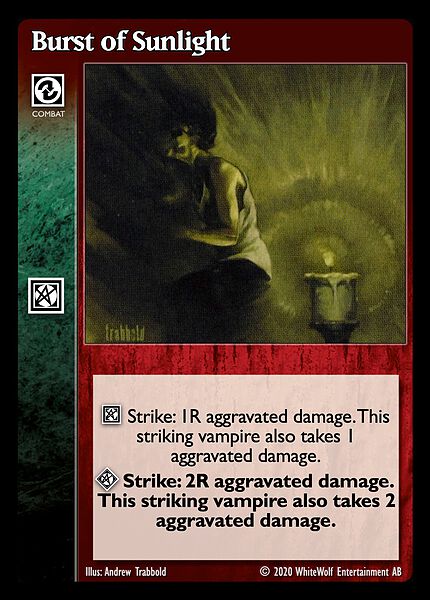 Burst of Sunlight
COMBAT
trabbold
Strike: 1R aggravated damage.This
striking vampire also takes 1
aggravated damage.
Strike: 2R aggravated damage.
This striking vampire also takes 2
aggravated damage.
Illus: Andrew Trabbold
© 2020 WhiteWolf Entertainment AB